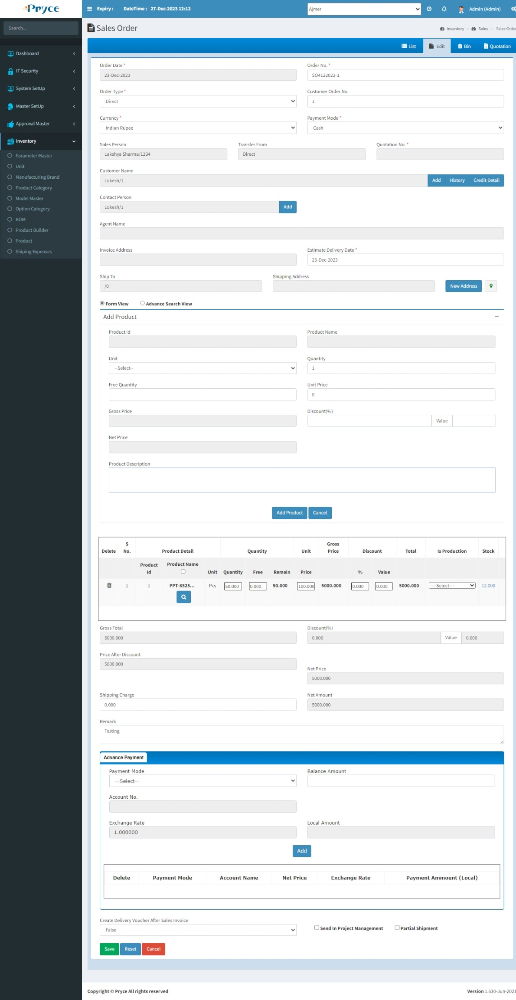 Pryce
Expiry : DateTime : 27-Dec-2023 12:12
Ajmer
Admin (Admin)
Search...
Dashboard
IT Security
System SetUp
Master SetUp
Approval Master
Inventory
Parameter Master
Unit
Manufacturing Brand
Product Category
Model Master
Option Category
BOM
Product Builder
Product
Shiping Expenses
Sales Order
Inventory > Sales > Sales Order
List Edit Bin Quotation
Order Date * Order No. *
23-Dec-2023 SO4122023-1
Order Type * Customer Order No.
Direct 1
Currency * Payment Mode *
Indian Rupee Cash
Sales Person Transfer From Quotation No. *
Lakshya Sharma/1234 Direct
Customer Name
Lokesh/1 Add History Credit Detail
Contact Person
Lokesh/1 Add
Agent Name
Invoice Address Estimate Delivery Date *
23-Dec-2023
Ship To Shipping Address
/0 New Address
Form View Advance Search View
Add Product −
Product Id Product Name
Unit Quantity
--Select-- 1
Free Quantity Unit Price
0
Gross Price Discount(%)
Value
Net Price
Product Description
Add Product Cancel
Delete S No. Product Detail Quantity Unit Gross Price Discount Total Is Production Stock
Product Id Product Name Unit Quantity Free Remain Price % Value
1 1 PPT-8525... Pcs 50.000 0.000 50.000 100.000 5000.000 0.000 0.000 5000.000 ----Select---- 12.000
Gross Total Discount(%)
5000.000 0.000 Value 0.000
Price After Discount
5000.000
Net Price
5000.000
Shipping Charge Net Amount
0.000 5000.000
Remark
Testing
Advance Payment
Payment Mode Balance Amount
--Select--
Account No.
Exchange Rate Local Amount
1.000000
Add
Delete Payment Mode Account Name Net Price Exchange Rate Payment Ammount (Local)
Create Delivery Voucher After Sales Invoice
False Send In Project Management Partial Shipment
Save Reset Cancel
Copyright © Pryce All rights reserved Version 1.630-Jun-2021